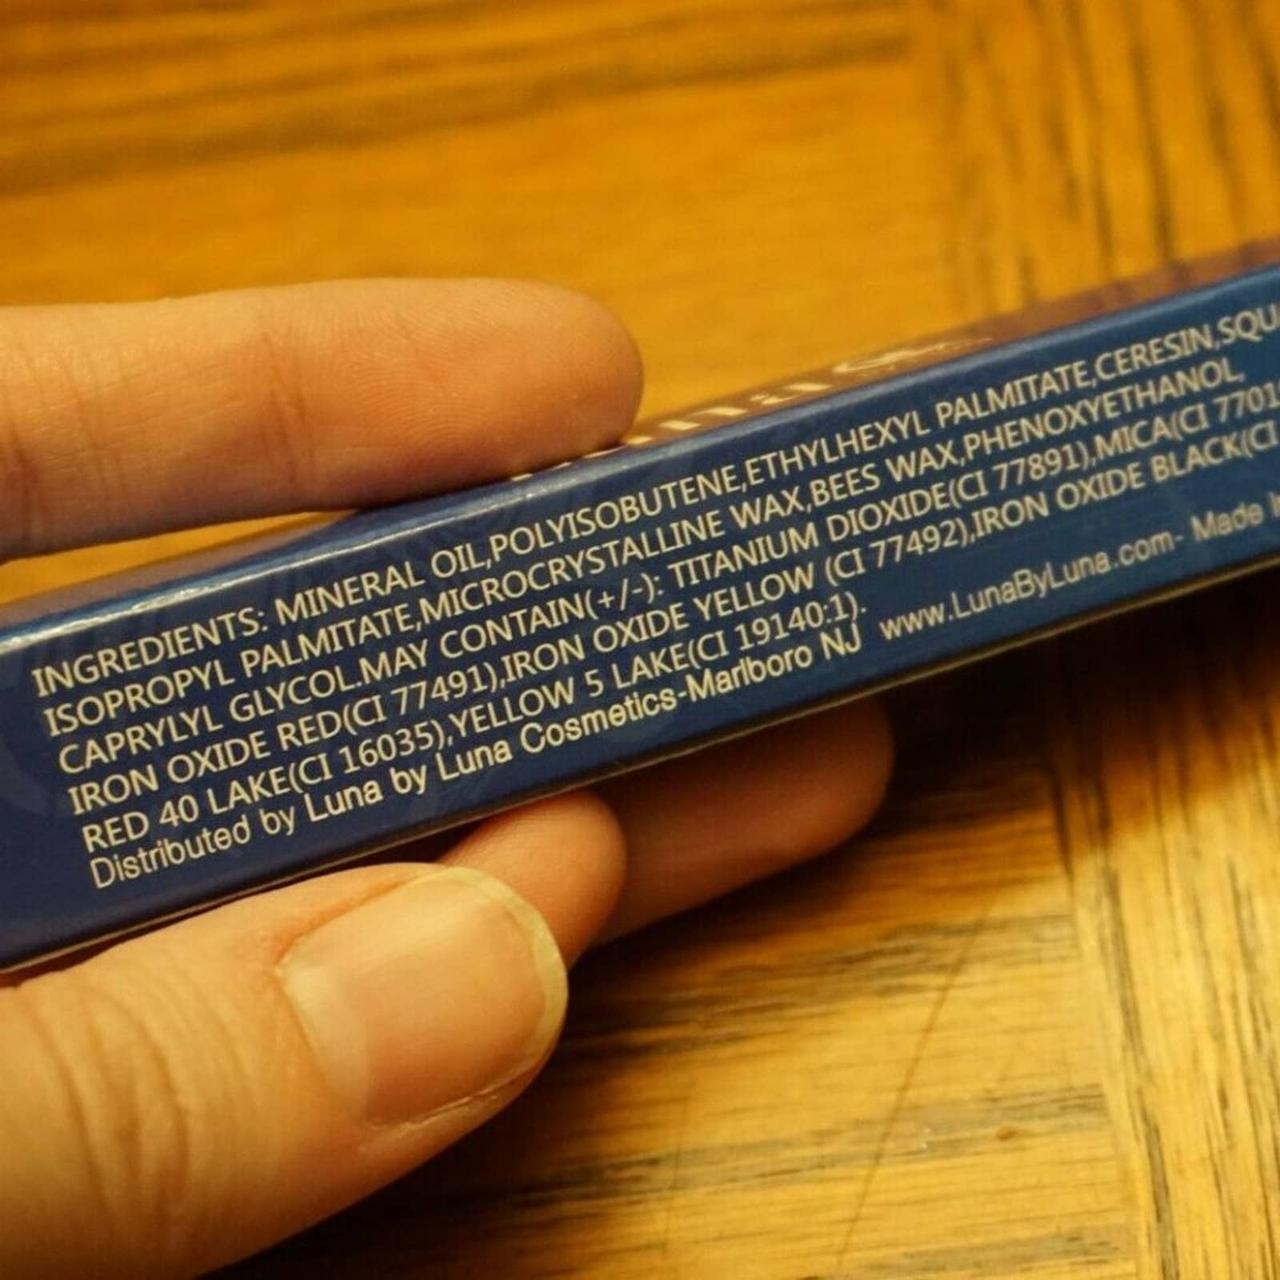 INGREDIENTS: MINERAL OIL,POLYISOBUTENE,ETHYLHEXYL PALMITATE,CERESIN,SQU
ISOPROPYL PALMITATE,MICROCRYSTALLINE WAX,BEES WAX,PHENOXYETHANOL,
CAPRYLYL GLYCOL.MAY CONTAIN(+/-): TITANIUM DIOXIDE(CI 77891),MICA(CI 7701
IRON OXIDE RED(CI 77491),IRON OXIDE YELLOW (CI 77492),IRON OXIDE BLACK(CI
RED 40 LAKE(CI 16035),YELLOW 5 LAKE(CI 19140:1).
Distributed by Luna by Luna Cosmetics-Marlboro NJ www.LunaByLuna.com- Made